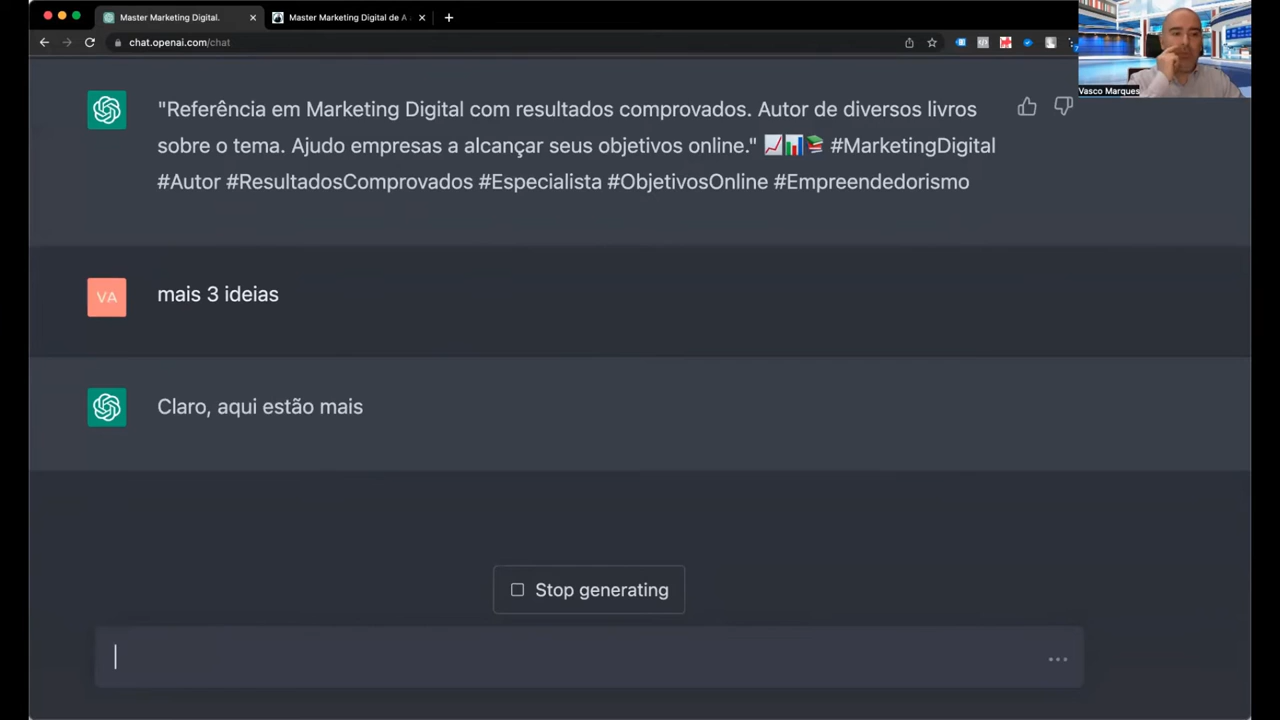 Master Marketing Digital.
Master Marketing Digital de A
chat.openai.com/chat
Vasco Marques
"Referência em Marketing Digital com resultados comprovados. Autor de diversos livros
sobre o tema. Ajudo empresas a alcançar seus objetivos online." 📈📊📚 #MarketingDigital
#Autor #ResultadosComprovados #Especialista #ObjetivosOnline #Empreendedorismo
VA
mais 3 ideias
Claro, aqui estão mais
Stop generating